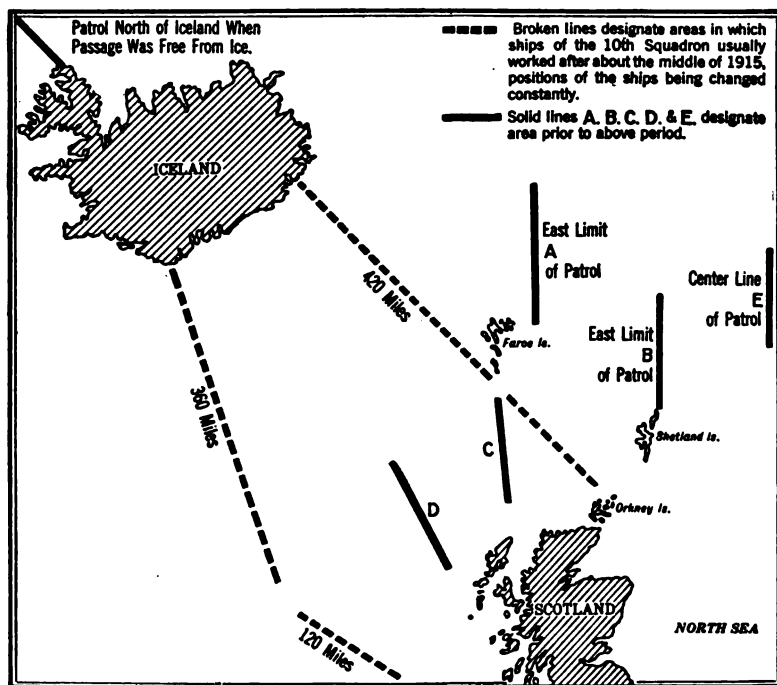 Patrol North of Iceland When
Passage Was Free From Ice.
Broken lines designate areas in which
ships of the 10th Squadron usually
worked after about the middle of 1915,
positions of the ships being changed
constantly.
Solid lines A. B. C. D. & E. designate
area prior to above period.
ICELAND
East Limit
A
of Patrol
Center Line
E
of Patrol
420 Miles
East Limit
B
of Patrol
Faroe Is.
360 Miles
Shetland Is.
C
D
Orkney Is.
SCOTLAND
NORTH SEA
120 Miles